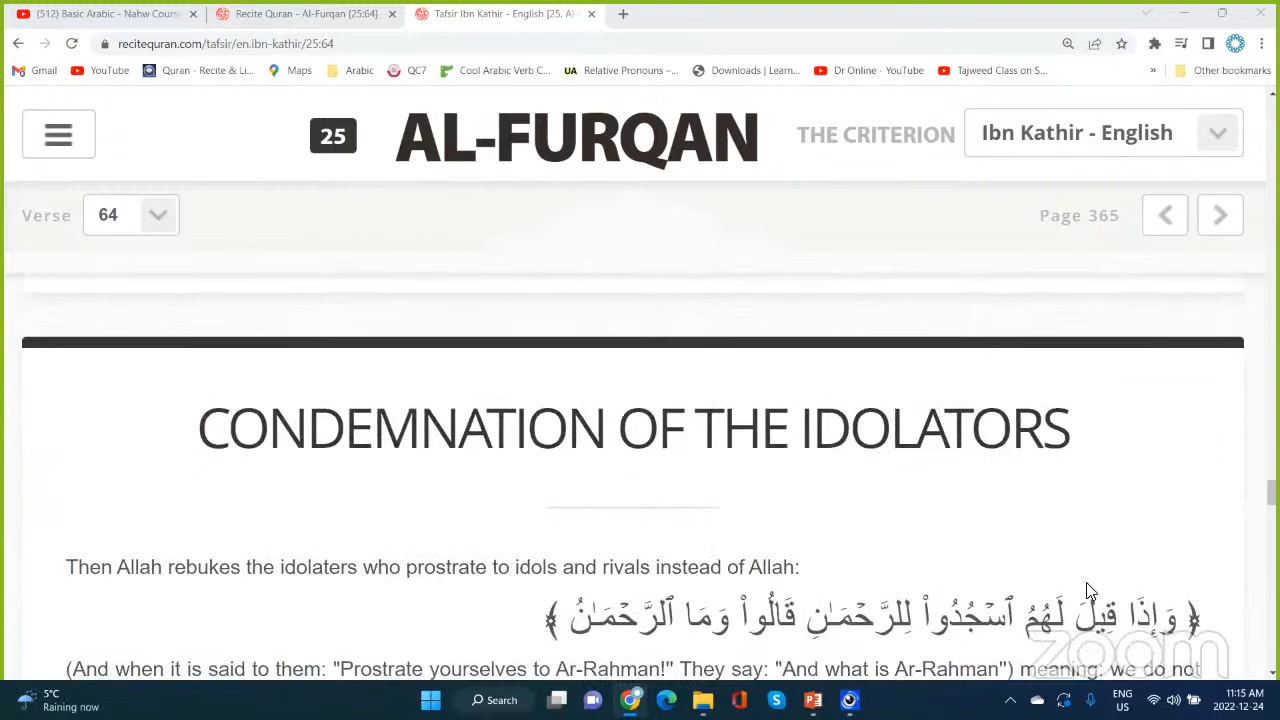 (512) Basic Arabic - Nahw Course
Recite Quran - Al-Furqan [25:64]
Tafsir Ibn Kathir - English [25. Al-
recitequran.com/tafsir/en.ibn-kathir/25:64
Gmail
YouTube
Quran - Recite & Li...
Maps
Arabic
QC7
Cool Arabic Verb C...
UA Relative Pronouns –...
Downloads | Learn...
DrOnline - YouTube
Tajweed Class on S...
»
Other bookmarks
25 AL-FURQAN THE CRITERION
Ibn Kathir - English
Verse 64
Page 365
CONDEMNATION OF THE IDOLATORS
Then Allah rebukes the idolaters who prostrate to idols and rivals instead of Allah:
﴿ وَإِذَا قِيلَ لَهُمُ ٱسْجُدُوا۟ لِلرَّحْمَـٰنِ قَالُوا۟ وَمَا ٱلرَّحْمَـٰنُ ﴾
(And when it is said to them: "Prostrate yourselves to Ar-Rahman!" They say: "And what is Ar-Rahman") meaning: we do not
zoom
5°C
Raining now
Search
ENG
US
11:15 AM
2022-12-24